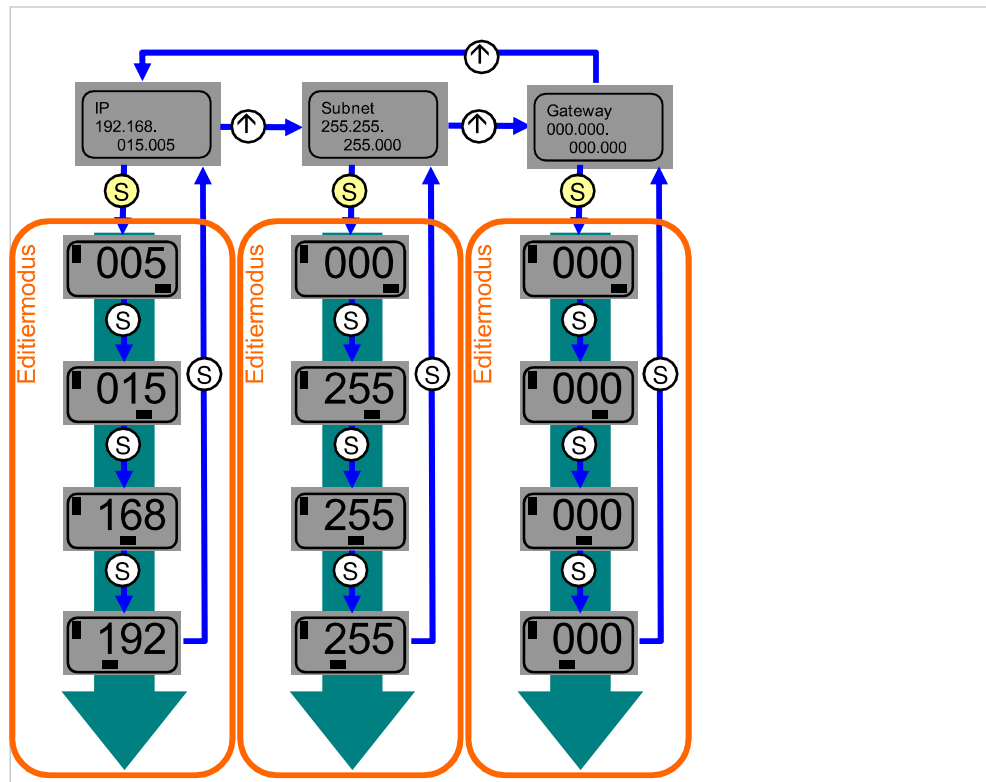 ↑
IP
192.168.
015.005
↑
Subnet
255.255.
255.000
↑
Gateway
000.000.
000.000
S
S
S
Editiermodus
005
S
015
S
168
S
192
S
Editiermodus
000
S
255
S
255
S
255
S
Editiermodus
000
S
000
S
000
S
000
S